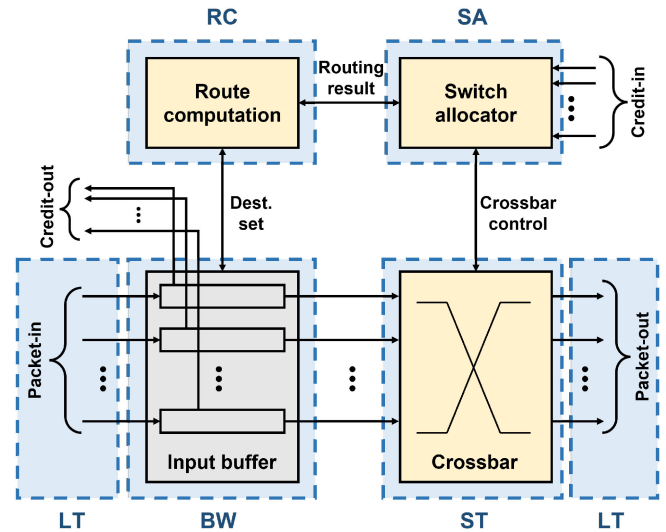 RC
SA
Route
computation
Routing
result
Switch
allocator
Credit-in
Credit-out
Dest.
set
Crossbar
control
Packet-in
Input buffer
Crossbar
Packet-out
LT
BW
ST
LT